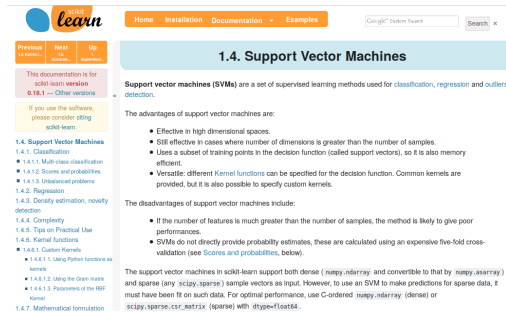 scikit
learn
Home Installation Documentation Examples
Google Custom Search
Search ×
Previous Next Up
This documentation is for
scikit-learn version
0.18.1 — Other versions
If you use the software,
please consider citing
scikit-learn.
1.4. Support Vector Machines
1.4.1. Classification
1.4.1.1. Multi-class classification
1.4.1.2. Scores and probabilities
1.4.1.3. Unbalanced problems
1.4.2. Regression
1.4.3. Density estimation, novelty
detection
1.4.4. Complexity
1.4.5. Tips on Practical Use
1.4.6. Kernel functions
1.4.6.1. Custom Kernels
1.4.6.1.1. Using Python functions as
kernels
1.4.6.1.2. Using the Gram matrix
1.4.6.1.3. Parameters of the RBF
Kernel
1.4.7. Mathematical formulation
«
1.4. Support Vector Machines
Support vector machines (SVMs) are a set of supervised learning methods used for classification, regression and outliers
detection.
The advantages of support vector machines are:
Effective in high dimensional spaces.
Still effective in cases where number of dimensions is greater than the number of samples.
Uses a subset of training points in the decision function (called support vectors), so it is also memory
efficient.
Versatile: different Kernel functions can be specified for the decision function. Common kernels are
provided, but it is also possible to specify custom kernels.
The disadvantages of support vector machines include:
If the number of features is much greater than the number of samples, the method is likely to give poor
performances.
SVMs do not directly provide probability estimates, these are calculated using an expensive five-fold cross-
validation (see Scores and probabilities, below).
The support vector machines in scikit-learn support both dense ( numpy.ndarray and convertible to that by numpy.asarray )
and sparse (any scipy.sparse ) sample vectors as input. However, to use an SVM to make predictions for sparse data, it
must have been fit on such data. For optimal performance, use C-ordered numpy.ndarray (dense) or
scipy.sparse.csr_matrix (sparse) with dtype=float64 .